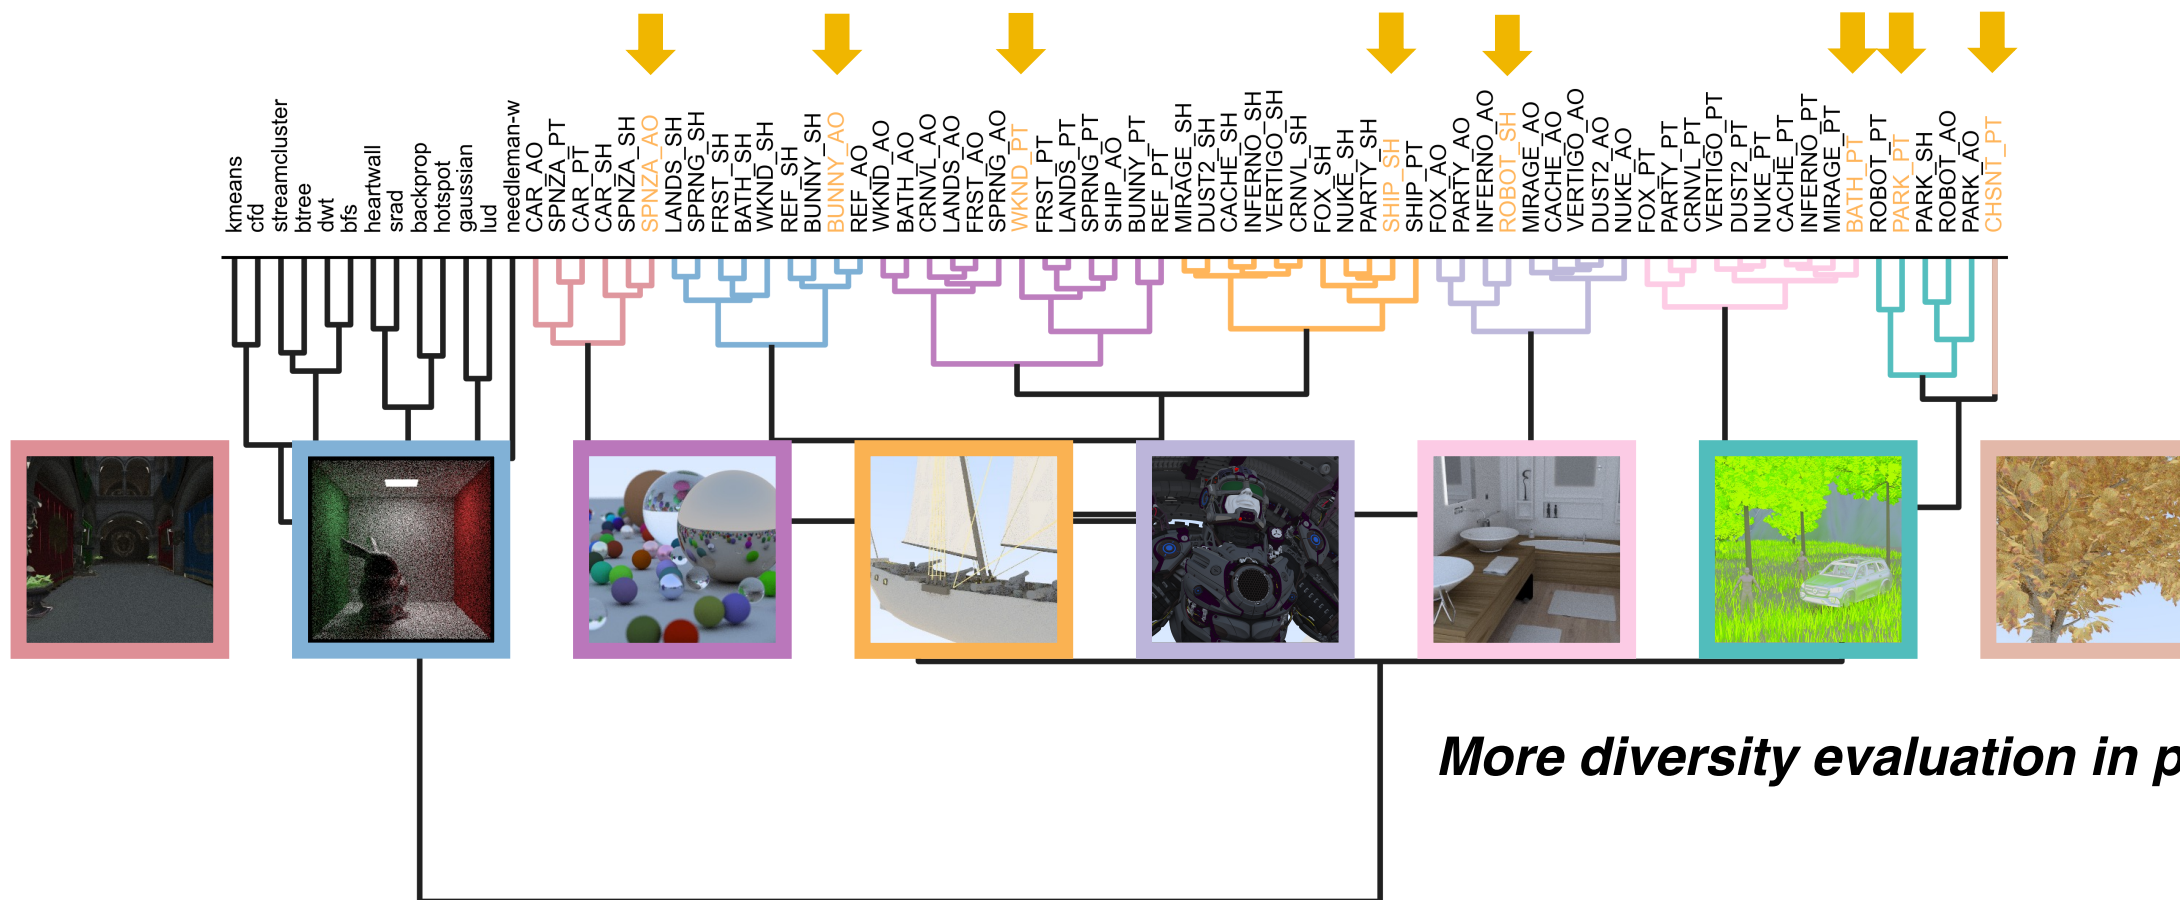 kmeans
cfd
streamcluster
btree
dwt
bfs
heartwall
srad
backprop
hotspot
gaussian
lud
needleman-w
CAR_AO
SPNZA_PT
CAR_PT
CAR_SH
SPNZA_SH
SPNZA_AO
LANDS_SH
SPRNG_SH
FRST_SH
BATH_SH
WKND_SH
REF_SH
BUNNY_SH
BUNNY_AO
REF_AO
WKND_AO
BATH_AO
CRNVL_AO
LANDS_AO
FRST_AO
SPRNG_AO
WKND_PT
FRST_PT
LANDS_PT
SPRNG_PT
SHIP_AO
BUNNY_PT
REF_PT
MIRAGE_SH
DUST2_SH
CACHE_SH
INFERNO_SH
VERTIGO_SH
CRNVL_SH
FOX_SH
NUKE_SH
PARTY_SH
SHIP_SH
SHIP_PT
FOX_AO
PARTY_AO
INFERNO_AO
ROBOT_SH
MIRAGE_AO
CACHE_AO
VERTIGO_AO
DUST2_AO
NUKE_AO
FOX_PT
PARTY_PT
CRNVL_PT
VERTIGO_PT
DUST2_PT
NUKE_PT
CACHE_PT
INFERNO_PT
MIRAGE_PT
BATH_PT
ROBOT_PT
PARK_PT
PARK_SH
ROBOT_AO
PARK_AO
CHSNT_PT
More diversity evaluation in p